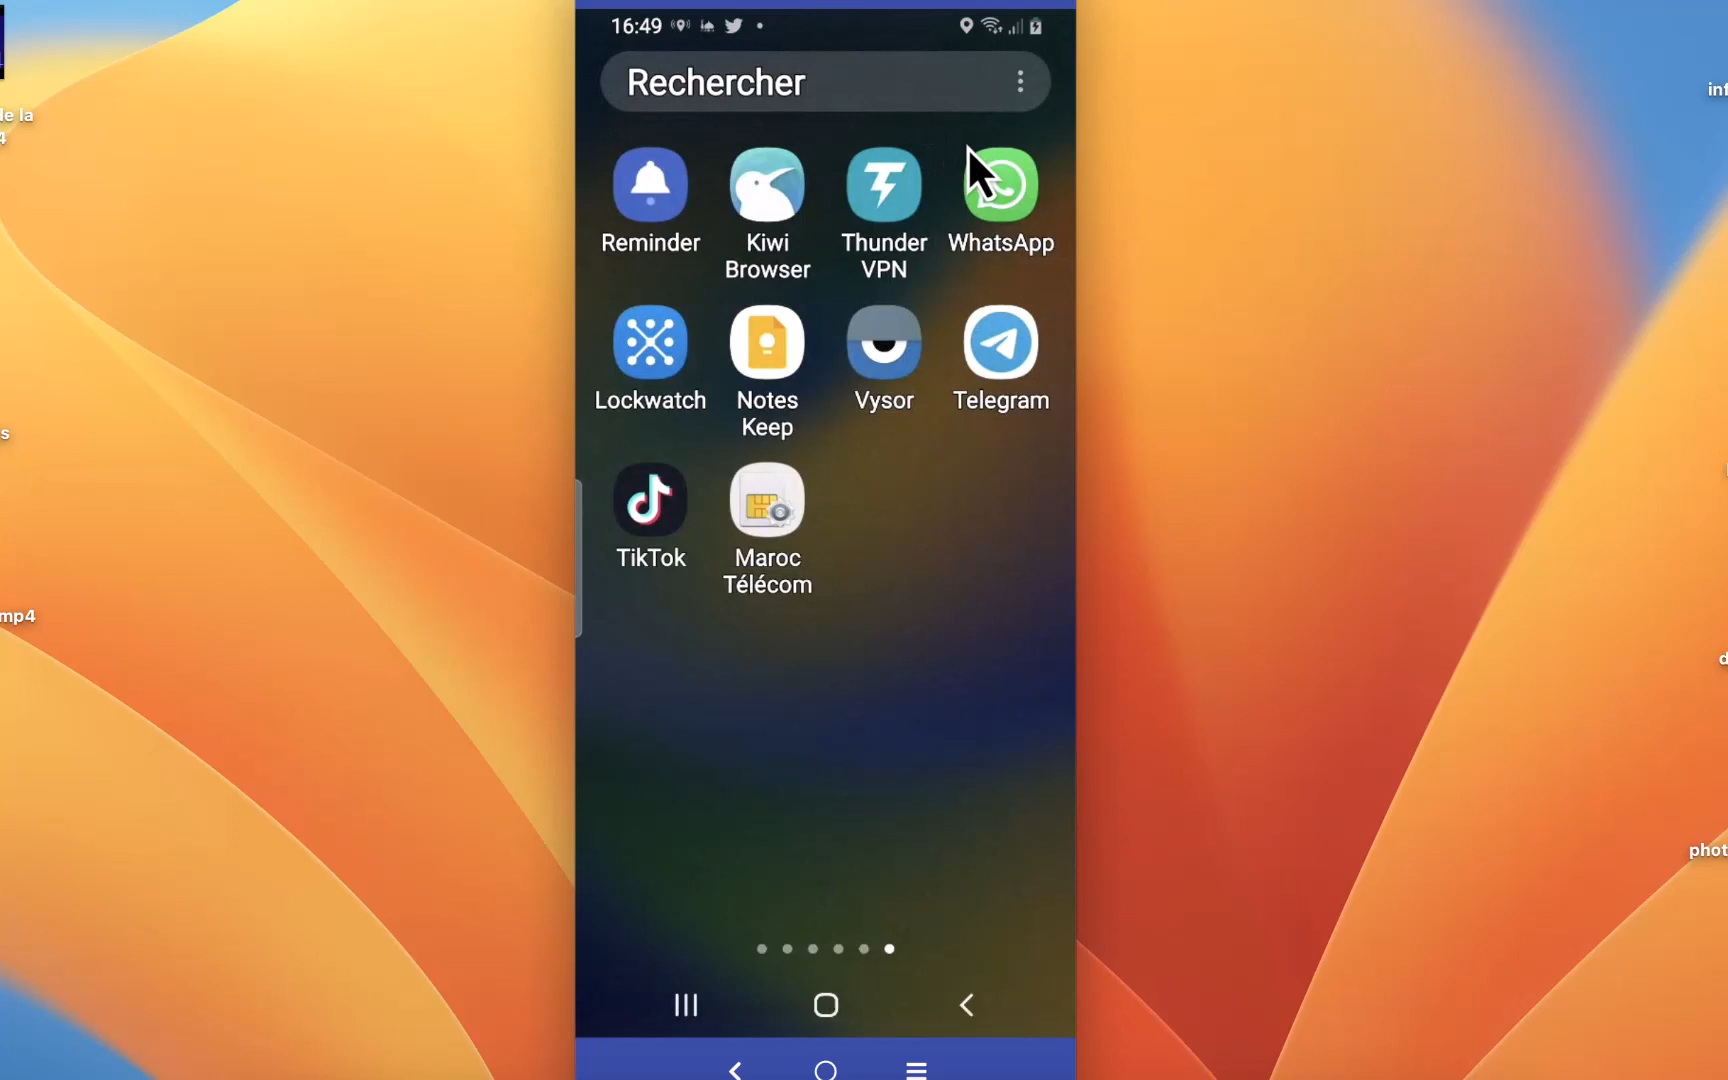 16:49
Rechercher
Reminder
Kiwi
Browser
Thunder
VPN
WhatsApp
Lockwatch
Notes
Keep
Vysor
Telegram
TikTok
Maroc
Télécom
de la
4
s
mp4
inf
d
phot